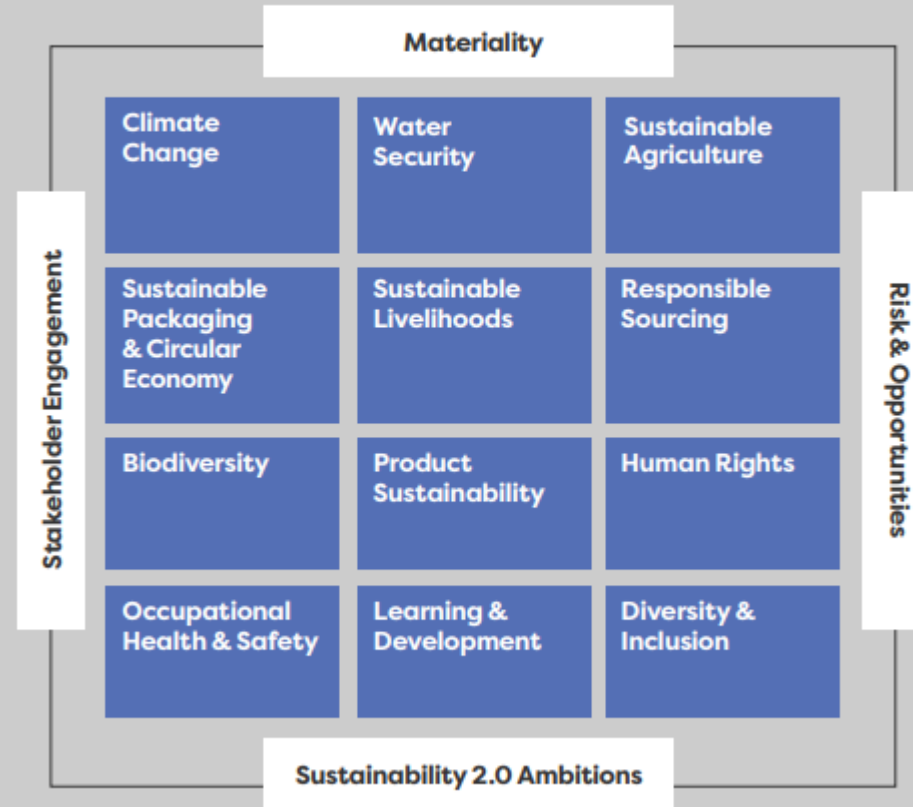 Materiality
Climate
Change
Water
Security
Sustainable
Agriculture
Stakeholder Engagement
Sustainable
Packaging
& Circular
Economy
Sustainable
Livelihoods
Responsible
Sourcing
Risk & Opportunities
Biodiversity
Product
Sustainability
Human Rights
Occupational
Health & Safety
Learning &
Development
Diversity &
Inclusion
Sustainability 2.0 Ambitions